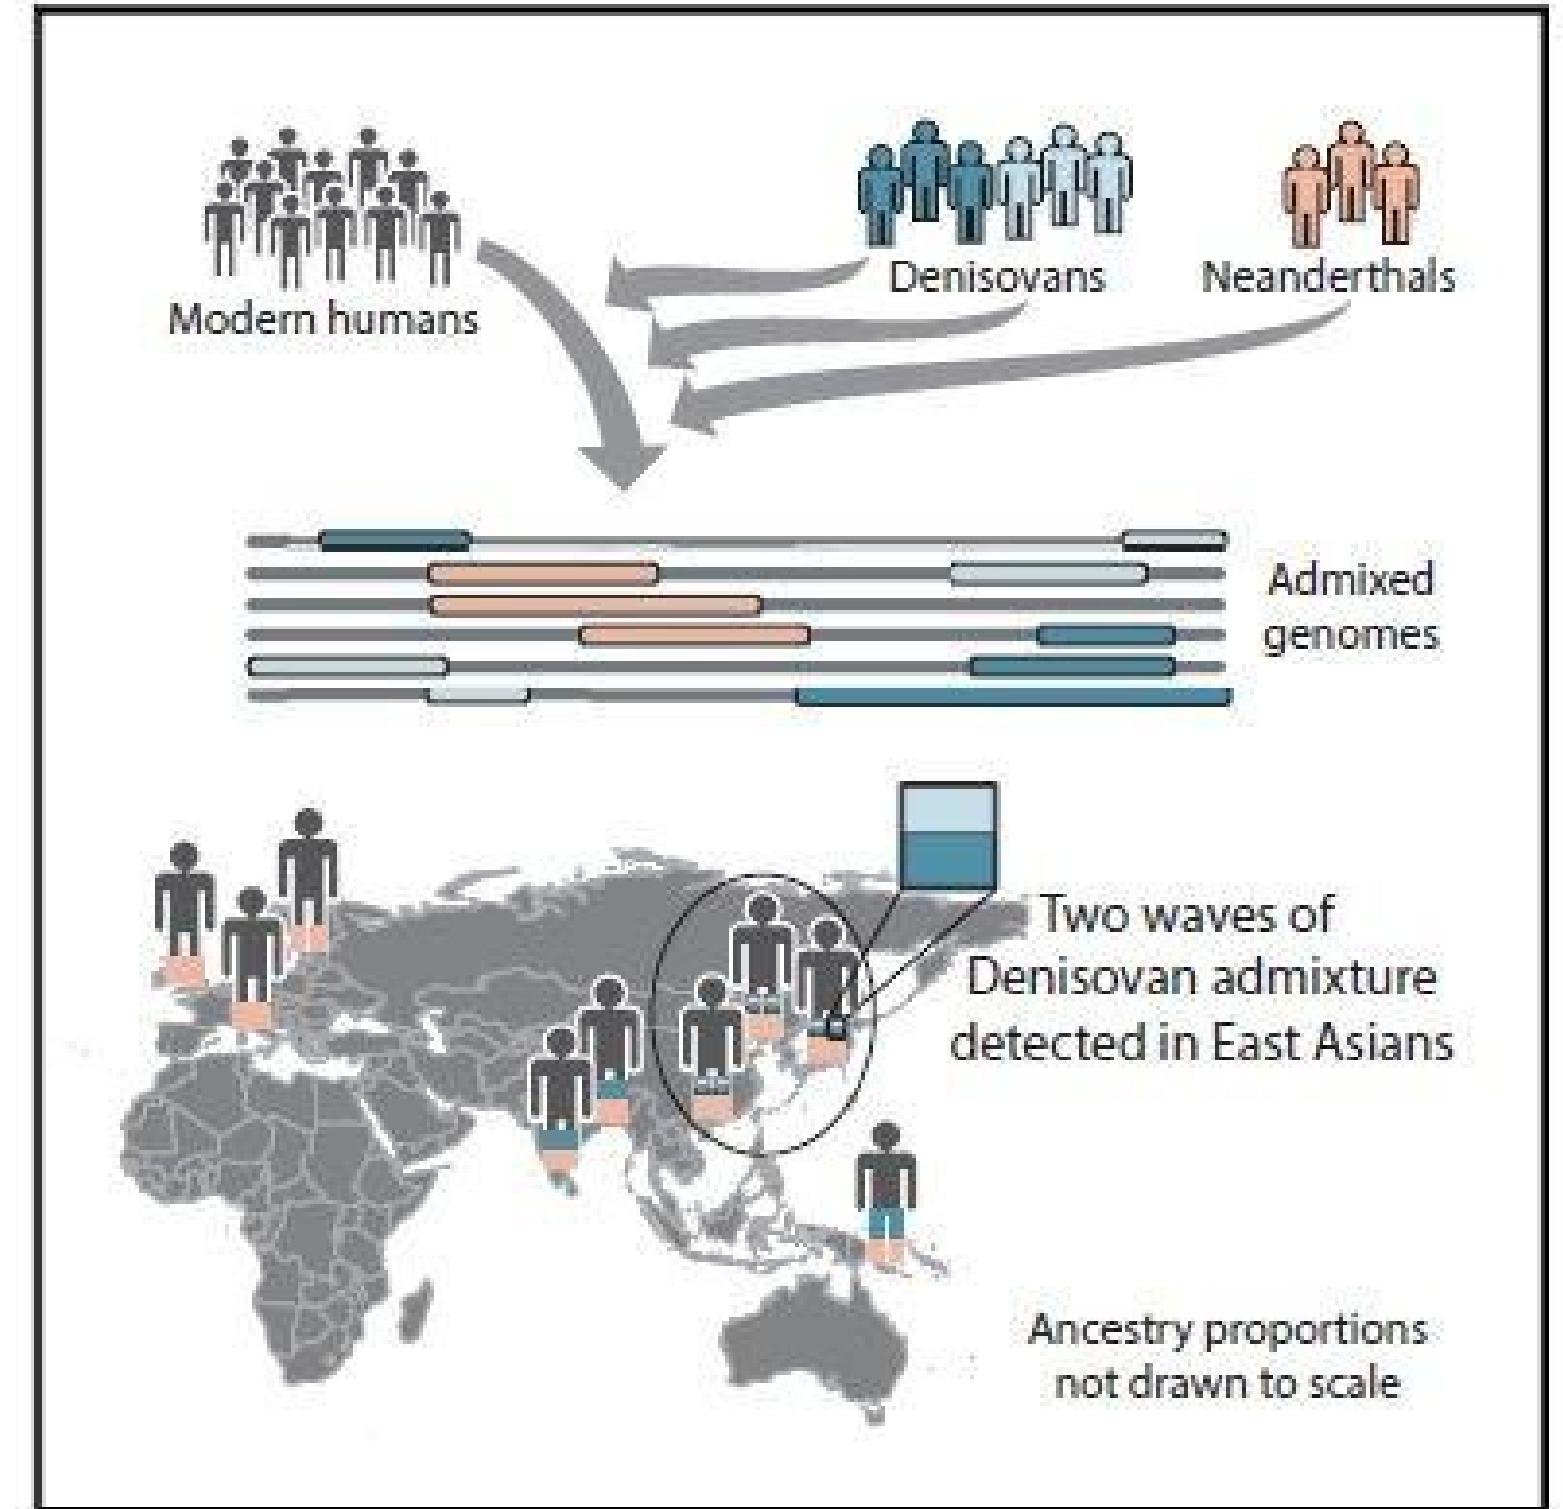 Modern humans
Denisovans
Neanderthals
Admixed
genomes
Two waves of
Denisovan admixture
detected in East Asians
Ancestry proportions
not drawn to scale